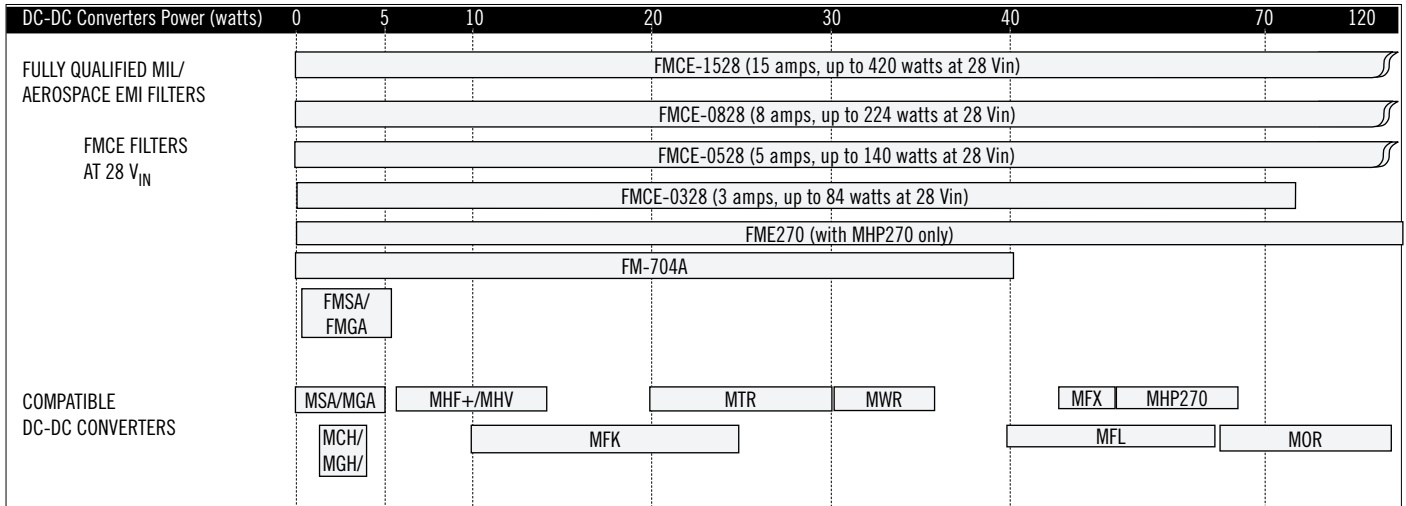 DC-DC Converters Power (watts) 0 5 10 20 30 40 70 120
FULLY QUALIFIED MIL/
AEROSPACE EMI FILTERS
FMCE FILTERS
AT 28 VIN
FMCE-1528 (15 amps, up to 420 watts at 28 Vin)
FMCE-0828 (8 amps, up to 224 watts at 28 Vin)
FMCE-0528 (5 amps, up to 140 watts at 28 Vin)
FMCE-0328 (3 amps, up to 84 watts at 28 Vin)
FME270 (with MHP270 only)
FM-704A
FMSA/
FMGA
COMPATIBLE
DC-DC CONVERTERS
MSA/MGA MHF+/MHV MTR MWR MFX MHP270
MCH/
MGH/
MFK MFL MOR